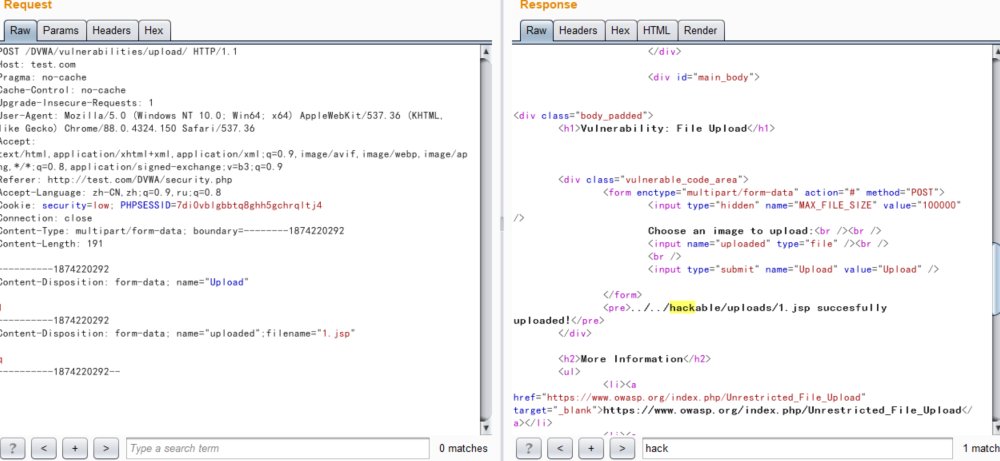 Request
Raw Params Headers Hex
POST /DVWA/vulnerabilities/upload/ HTTP/1.1
Host: test.com
Pragma: no-cache
Cache-Control: no-cache
Upgrade-Insecure-Requests: 1
User-Agent: Mozilla/5.0 (Windows NT 10.0; Win64; x64) AppleWebKit/537.36 (KHTML,
like Gecko) Chrome/88.0.4324.150 Safari/537.36
Accept:
text/html,application/xhtml+xml,application/xml;q=0.9,image/avif,image/webp,image/ap
ng,*/*;q=0.8,application/signed-exchange;v=b3;q=0.9
Referer: http://test.com/DVWA/security.php
Accept-Language: zh-CN,zh;q=0.9,ru;q=0.8
Cookie: security=low; PHPSESSID=7di0vblgbbtq8ghh5gchrqltj4
Connection: close
Content-Type: multipart/form-data; boundary=--------1874220292
Content-Length: 191
----------1874220292
Content-Disposition: form-data; name="Upload"
----------1874220292
Content-Disposition: form-data; name="uploaded";filename="1.jsp"
q
----------1874220292--
? < + > Type a search term 0 matches
Response
Raw Headers Hex HTML Render
</div>
<div id="main_body">
<div class="body_padded">
<h1>Vulnerability: File Upload</h1>
<div class="vulnerable_code_area">
<form enctype="multipart/form-data" action="#" method="POST">
<input type="hidden" name="MAX_FILE_SIZE" value="100000"
/>
Choose an image to upload:<br /><br />
<input name="uploaded" type="file" /><br />
<br />
<input type="submit" name="Upload" value="Upload" />
</form>
<pre>../../hackable/uploads/1.jsp succesfully
uploaded!</pre>
</div>
<h2>More Information</h2>
<ul>
<li><a
href="https://www.owasp.org/index.php/Unrestricted_File_Upload"
target="_blank">https://www.owasp.org/index.php/Unrestricted_File_Upload</
a></li>
<li><a
? < + > hack 1 match